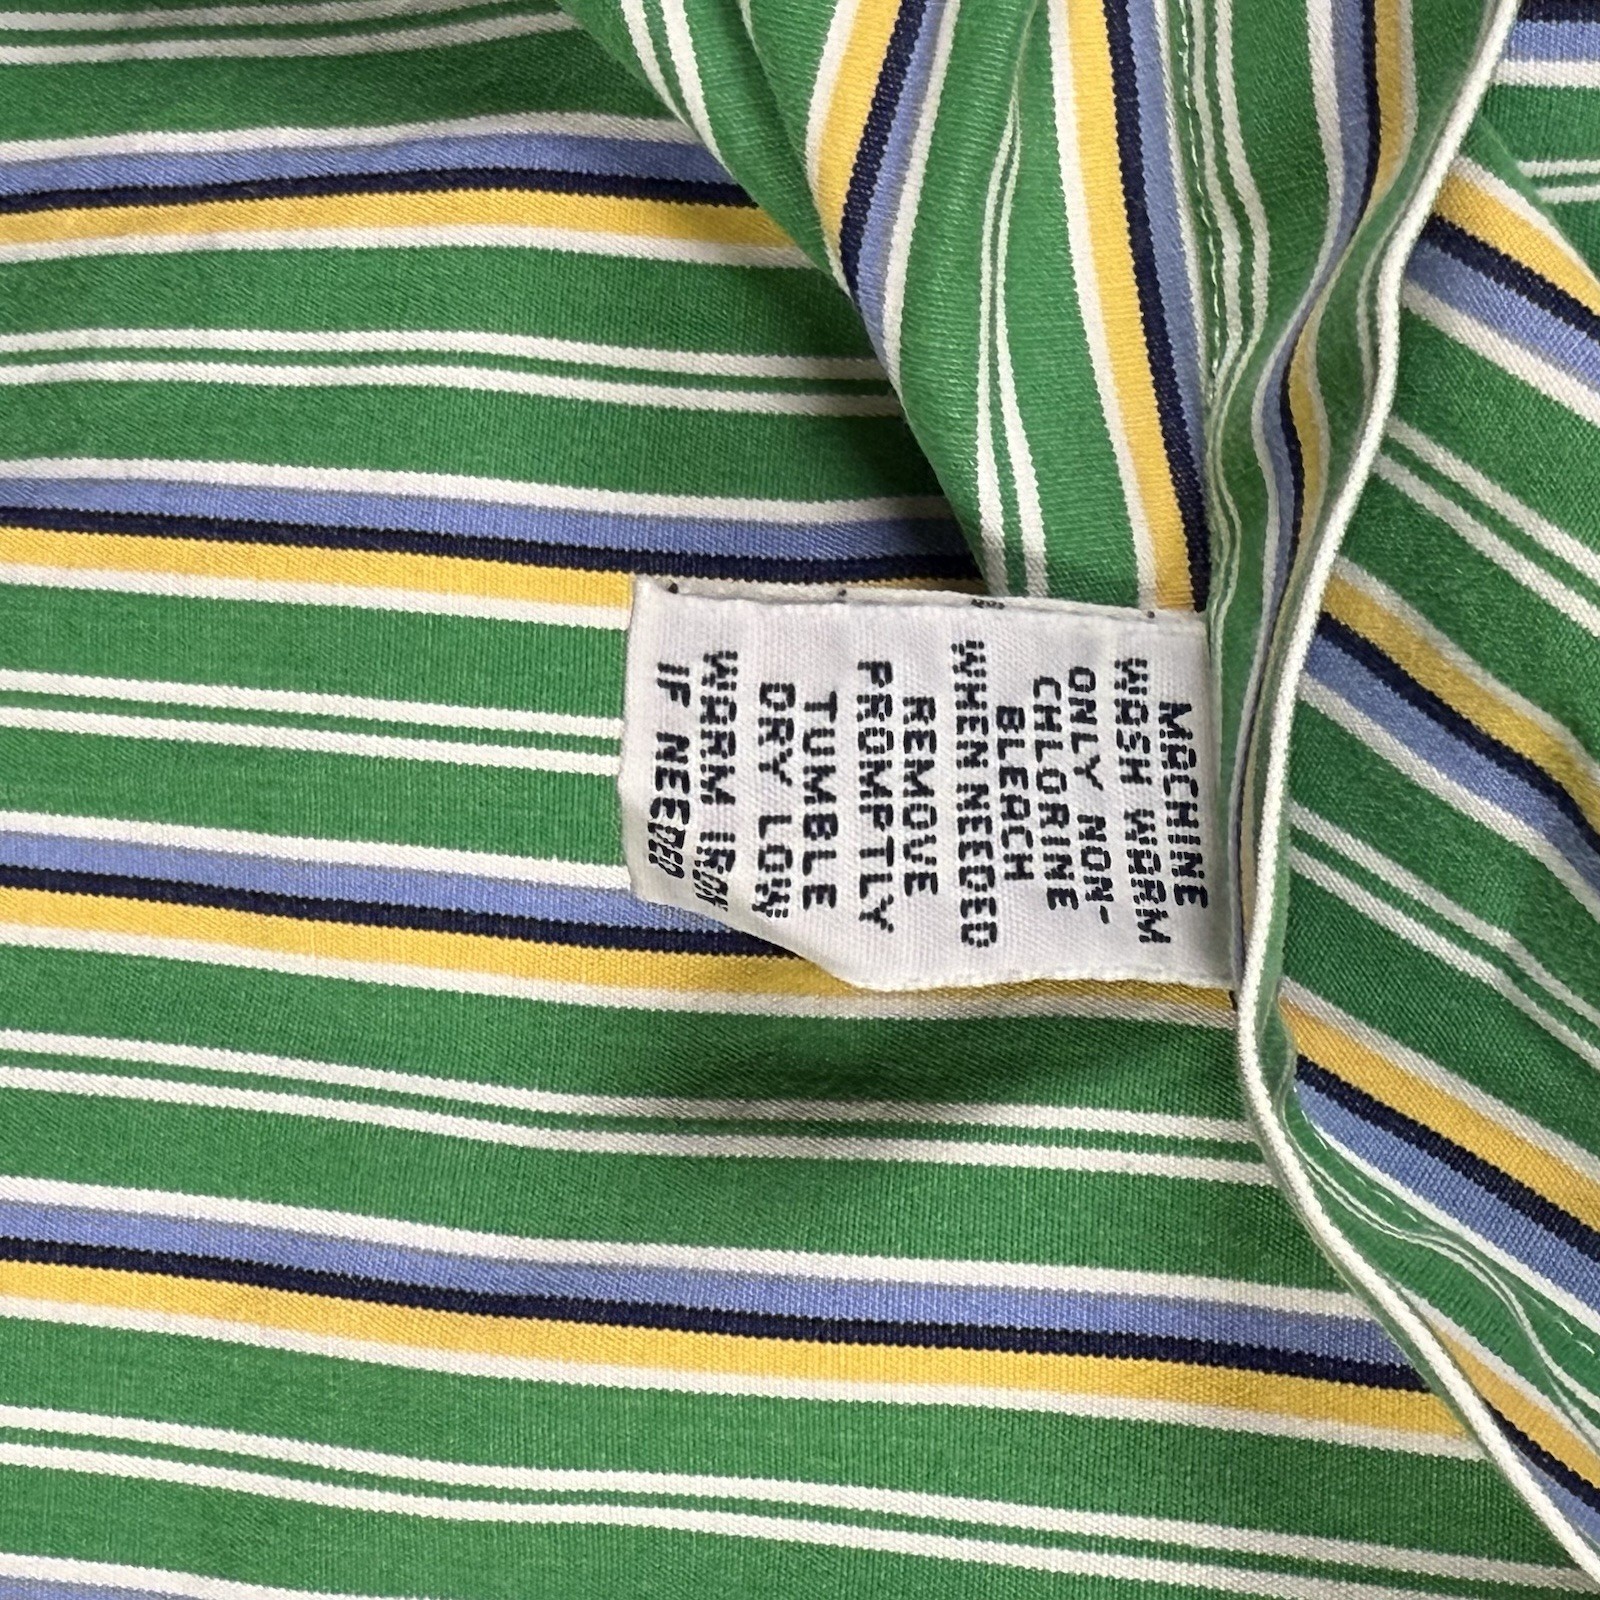 MACHINE
WASH WARM
ONLY NON-
CHLORINE
BLEACH
WHEN NEEDED
REMOVE
PROMPTLY
TUMBLE
DRY LOW
WARM IRON
IF NEEDED